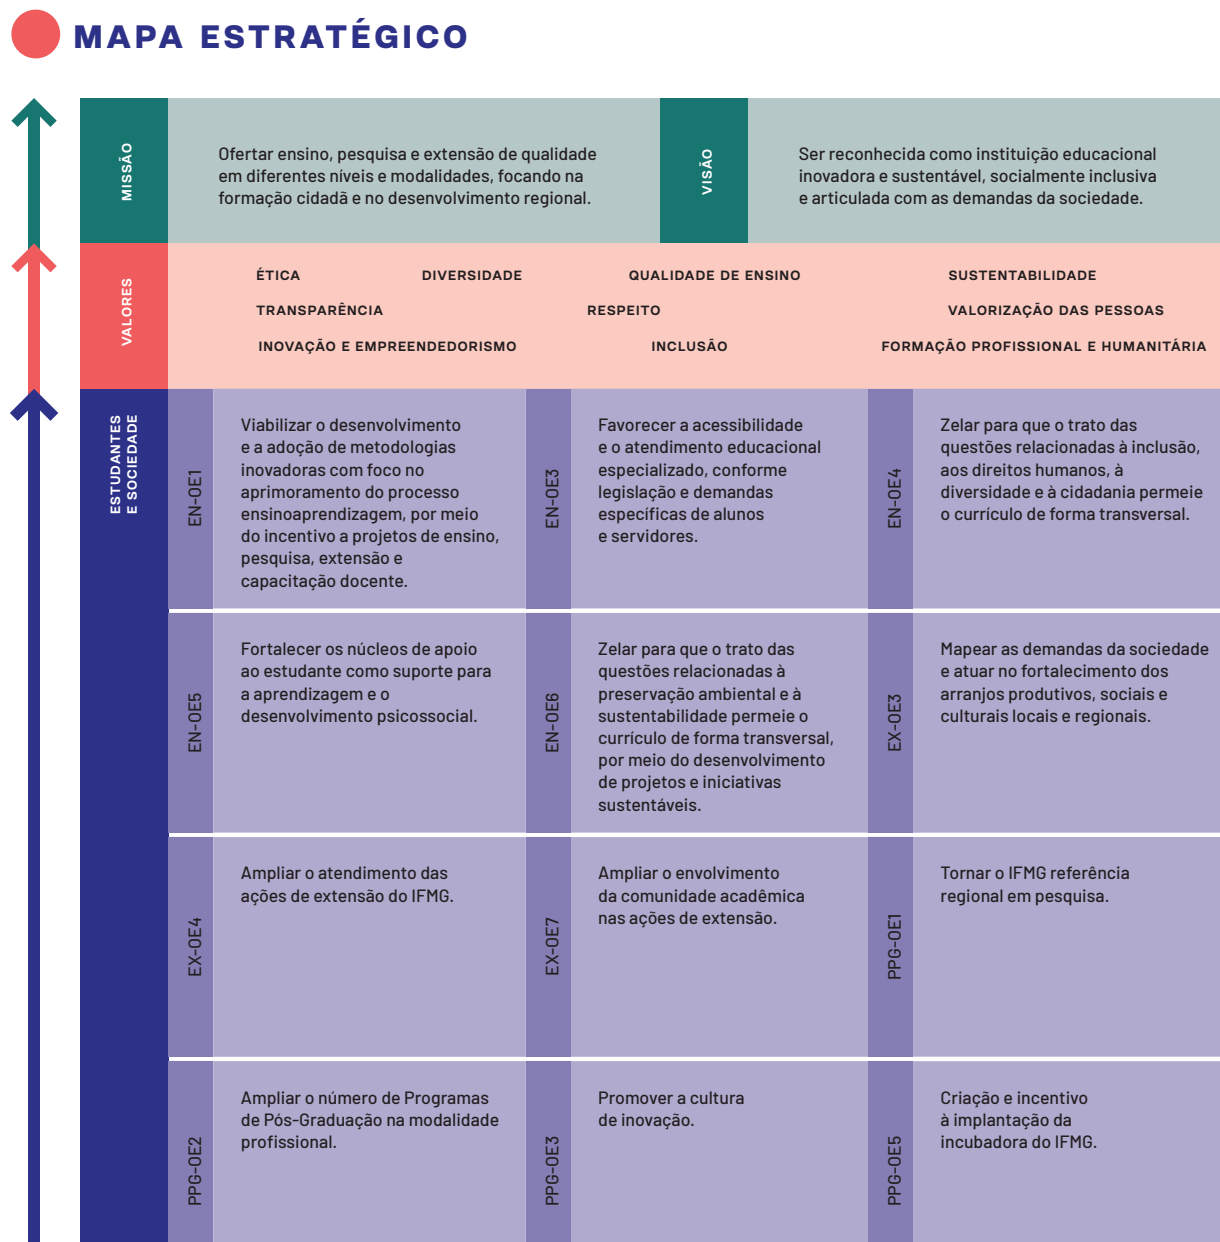 MAPA ESTRATÉGICO
MISSÃO
Ofertar ensino, pesquisa e extensão de qualidade
em diferentes níveis e modalidades, focando na
formação cidadã e no desenvolvimento regional.
VISÃO
Ser reconhecida como instituição educacional
inovadora e sustentável, socialmente inclusiva
e articulada com as demandas da sociedade.
VALORES
ÉTICA DIVERSIDADE QUALIDADE DE ENSINO SUSTENTABILIDADE
TRANSPARÊNCIA RESPEITO VALORIZAÇÃO DAS PESSOAS
INOVAÇÃO E EMPREENDEDORISMO INCLUSÃO FORMAÇÃO PROFISSIONAL E HUMANITÁRIA
ESTUDANTES
E SOCIEDADE
EN-OE1
Viabilizar o desenvolvimento
e a adoção de metodologias
inovadoras com foco no
aprimoramento do processo
ensinoaprendizagem, por meio
do incentivo a projetos de ensino,
pesquisa, extensão e
capacitação docente.
EN-OE3
Favorecer a acessibilidade
e o atendimento educacional
especializado, conforme
legislação e demandas
específicas de alunos
e servidores.
EN-OE4
Zelar para que o trato das
questões relacionadas à inclusão,
aos direitos humanos, à
diversidade e à cidadania permeie
o currículo de forma transversal.
EN-OE5
Fortalecer os núcleos de apoio
ao estudante como suporte para
a aprendizagem e o
desenvolvimento psicossocial.
EN-OE6
Zelar para que o trato das
questões relacionadas à
preservação ambiental e à
sustentabilidade permeie o
currículo de forma transversal,
por meio do desenvolvimento
de projetos e iniciativas
sustentáveis.
EX-OE3
Mapear as demandas da sociedade
e atuar no fortalecimento dos
arranjos produtivos, sociais e
culturais locais e regionais.
EX-OE4
Ampliar o atendimento das
ações de extensão do IFMG.
EX-OE7
Ampliar o envolvimento
da comunidade acadêmica
nas ações de extensão.
PPG-OE1
Tornar o IFMG referência
regional em pesquisa.
PPG-OE2
Ampliar o número de Programas
de Pós-Graduação na modalidade
profissional.
PPG-OE3
Promover a cultura
de inovação.
PPG-OE5
Criação e incentivo
à implantação da
incubadora do IFMG.